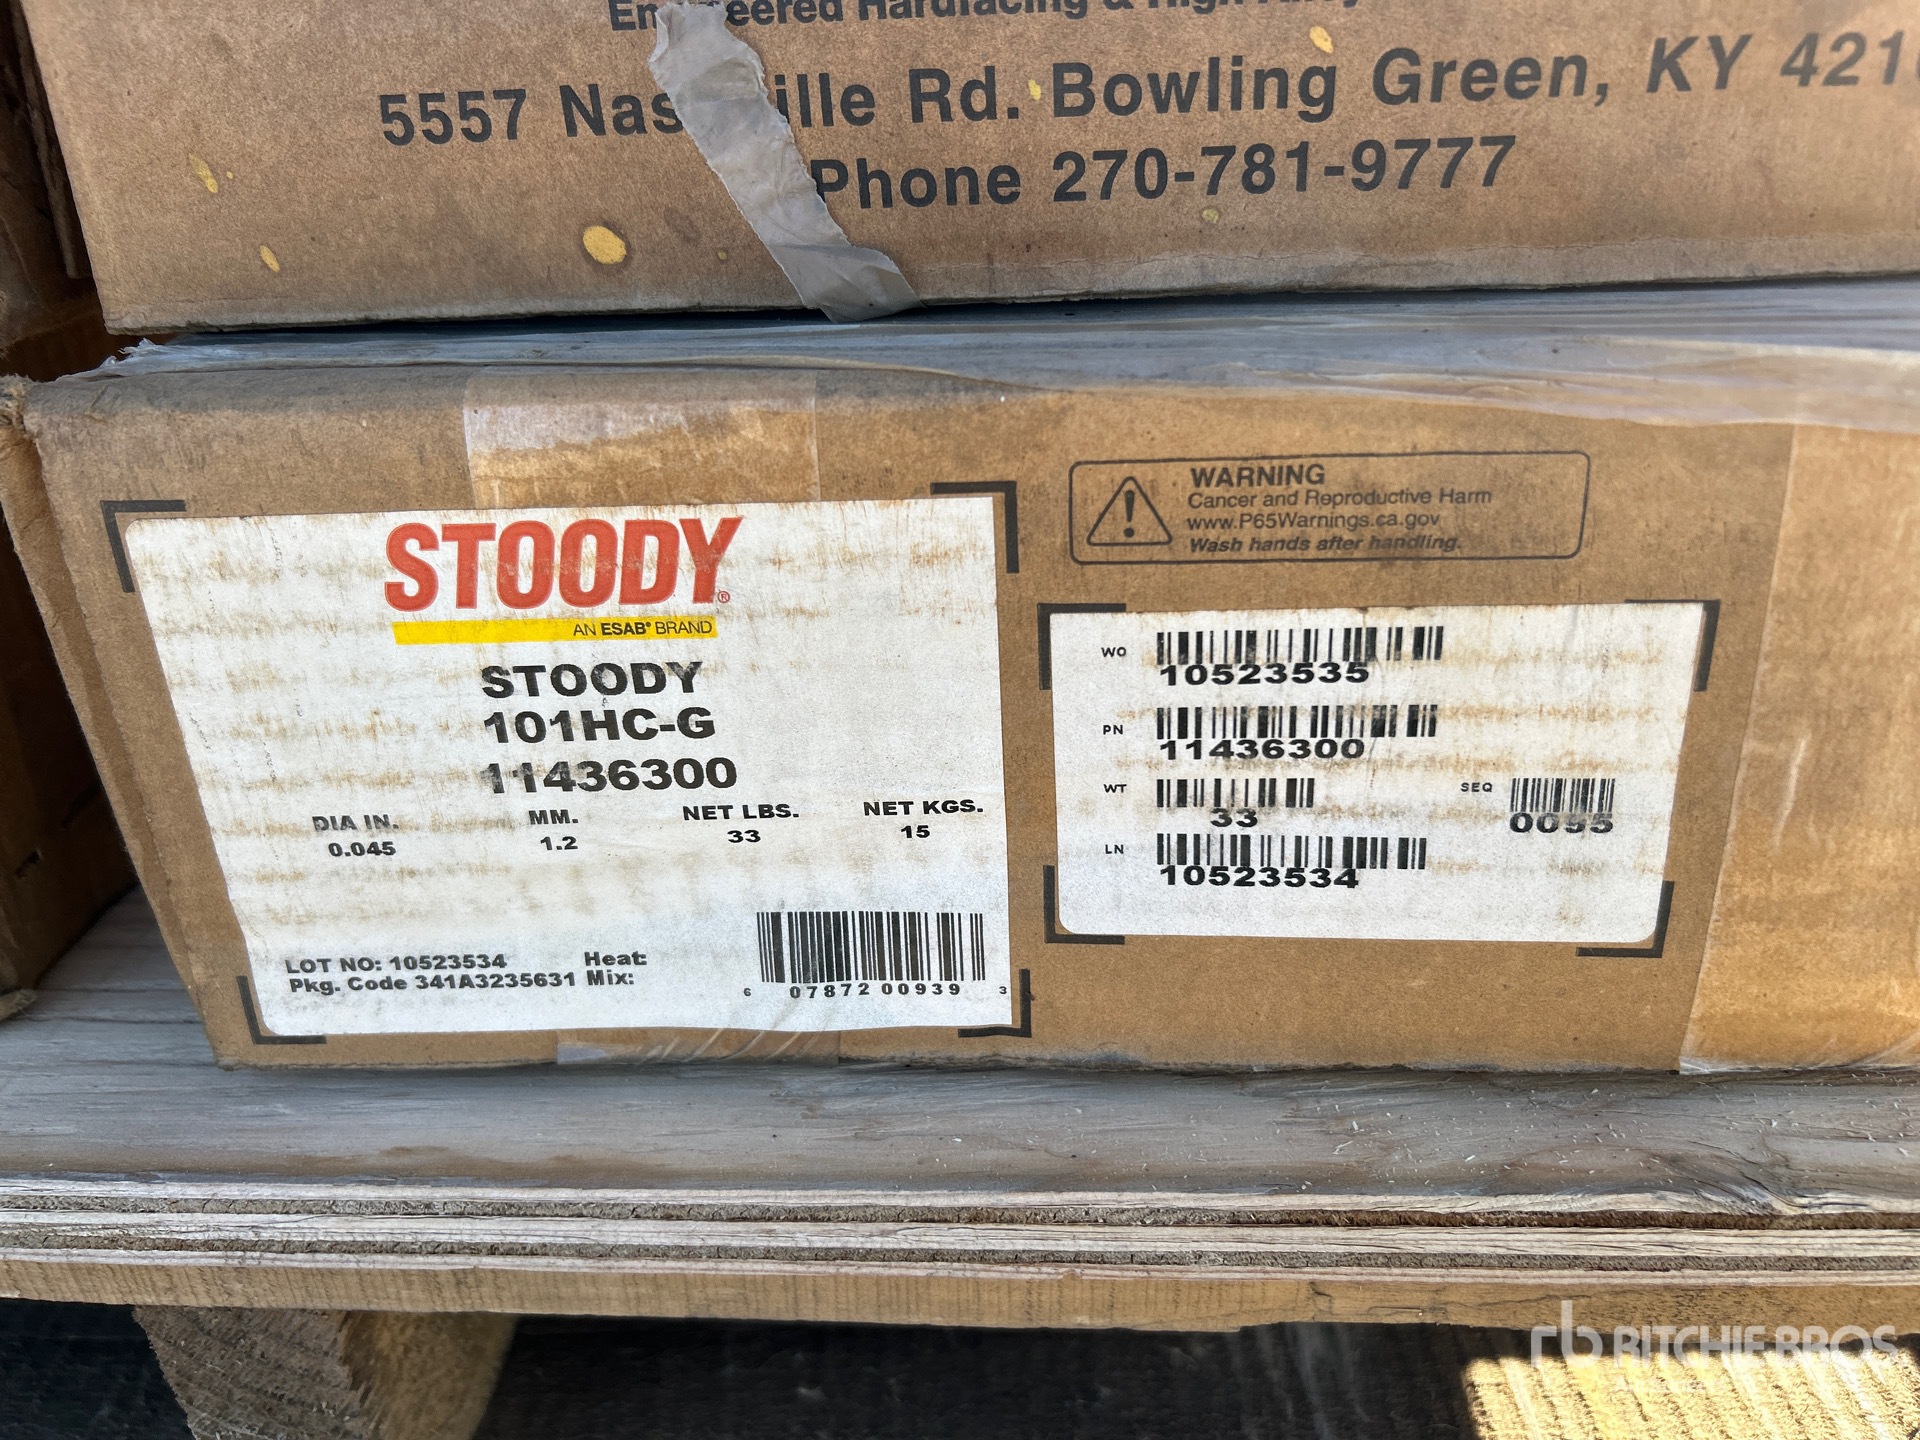 Hardfacing &
5557 Nas ille Rd. Bowling Green, KY
Phone 270-781-9777
STOODY®
AN ESAB® BRAND
STOODY
101HC-G
11436300
DIA IN. MM. NET LBS. NET KGS.
0.045 1.2 33 15
LOT NO: 10523534 Heat:
Pkg. Code 341A3235631 Mix:
6 07872 00939 3
WARNING
Cancer and Reproductive Harm
www.P65Warnings.ca.gov
Wash hands after handling.
WO
10523535
PN
11436300
WT SEQ
33
LN
10523534
rb RITCHIE BROS